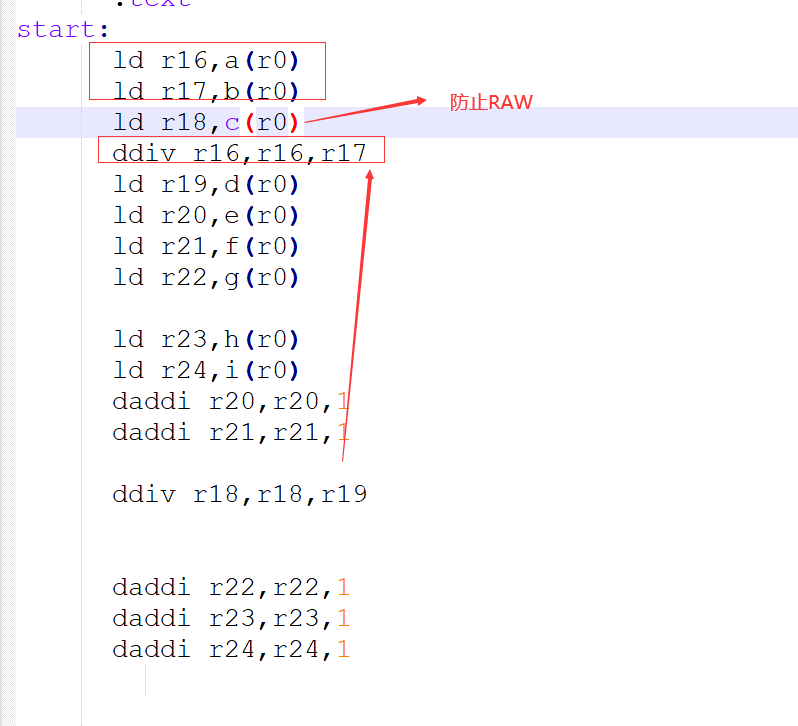 .text
start:
ld r16,a(r0)
ld r17,b(r0)
ld r18,c(r0)
防止RAW
ddiv r16,r16,r17
ld r19,d(r0)
ld r20,e(r0)
ld r21,f(r0)
ld r22,g(r0)
ld r23,h(r0)
ld r24,i(r0)
daddi r20,r20,1
daddi r21,r21,1
ddiv r18,r18,r19
daddi r22,r22,1
daddi r23,r23,1
daddi r24,r24,1